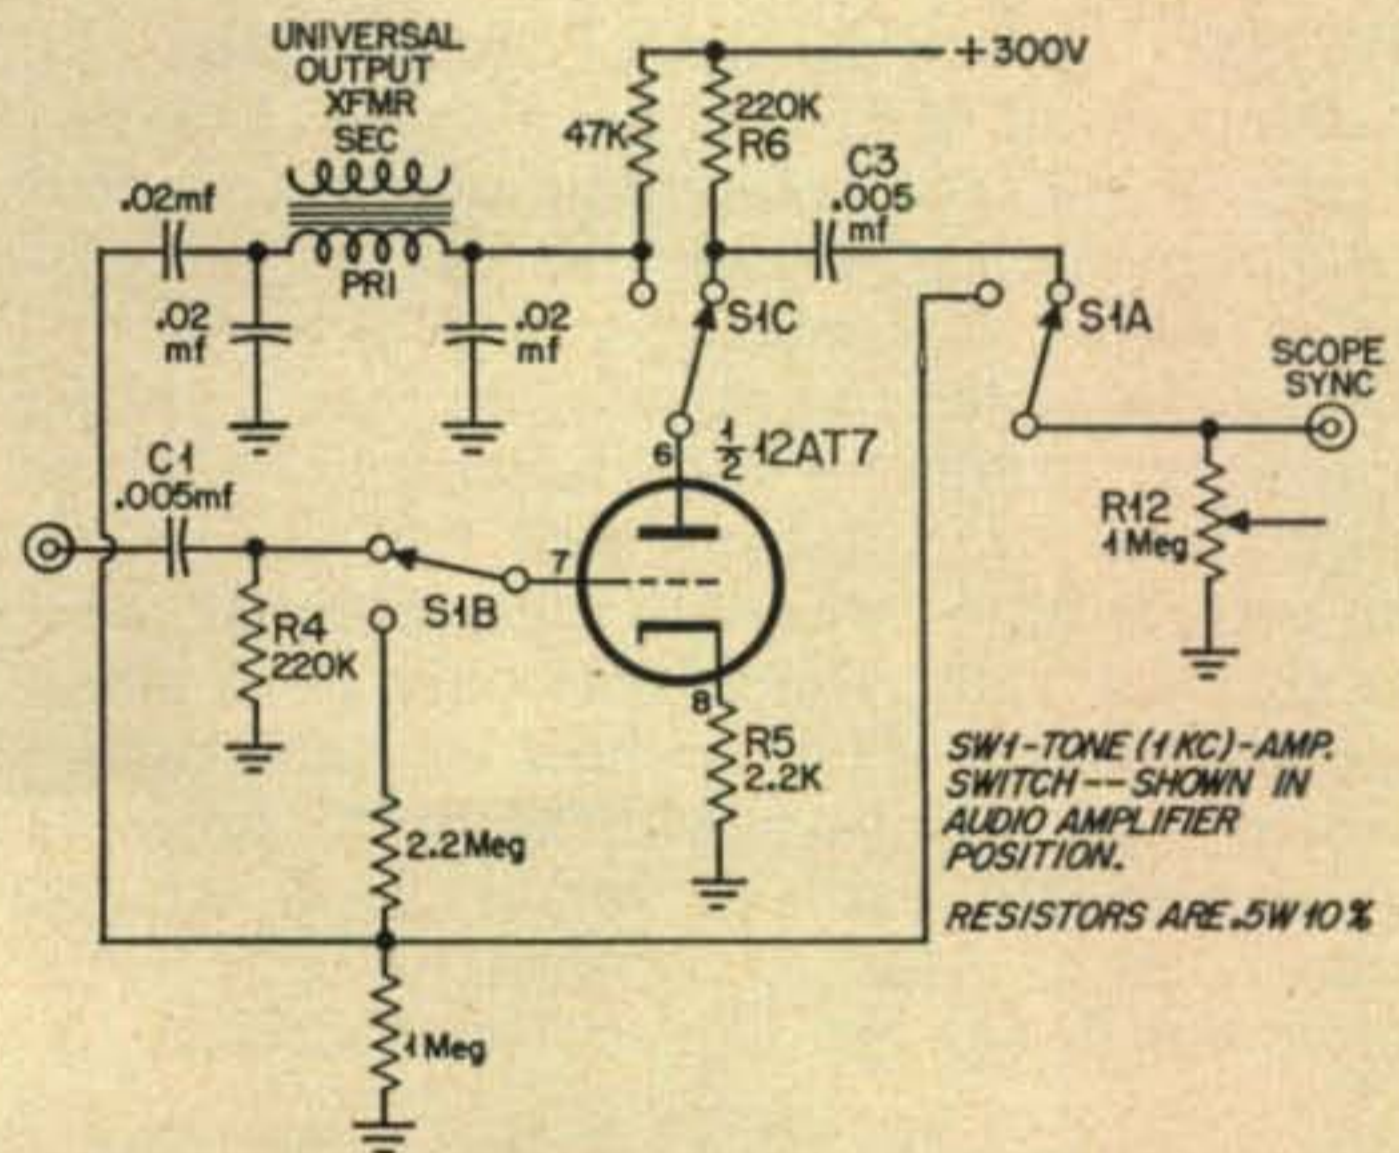 UNIVERSAL
OUTPUT
XFMR
SEC
.02mf
PRI
.02
mf
.02
mf
47K
220K
R6
+300V
C3
.005
mf
S1C
S1A
SCOPE
SYNC
C1
.005mf
6
1/2 12AT7
R12
1 Meg
7
S1B
R4
220K
8
R5
2.2K
2.2 Meg
1 Meg
SW1-TONE (1 KC)-AMP.
SWITCH -- SHOWN IN
AUDIO AMPLIFIER
POSITION.
RESISTORS ARE .5W 10%